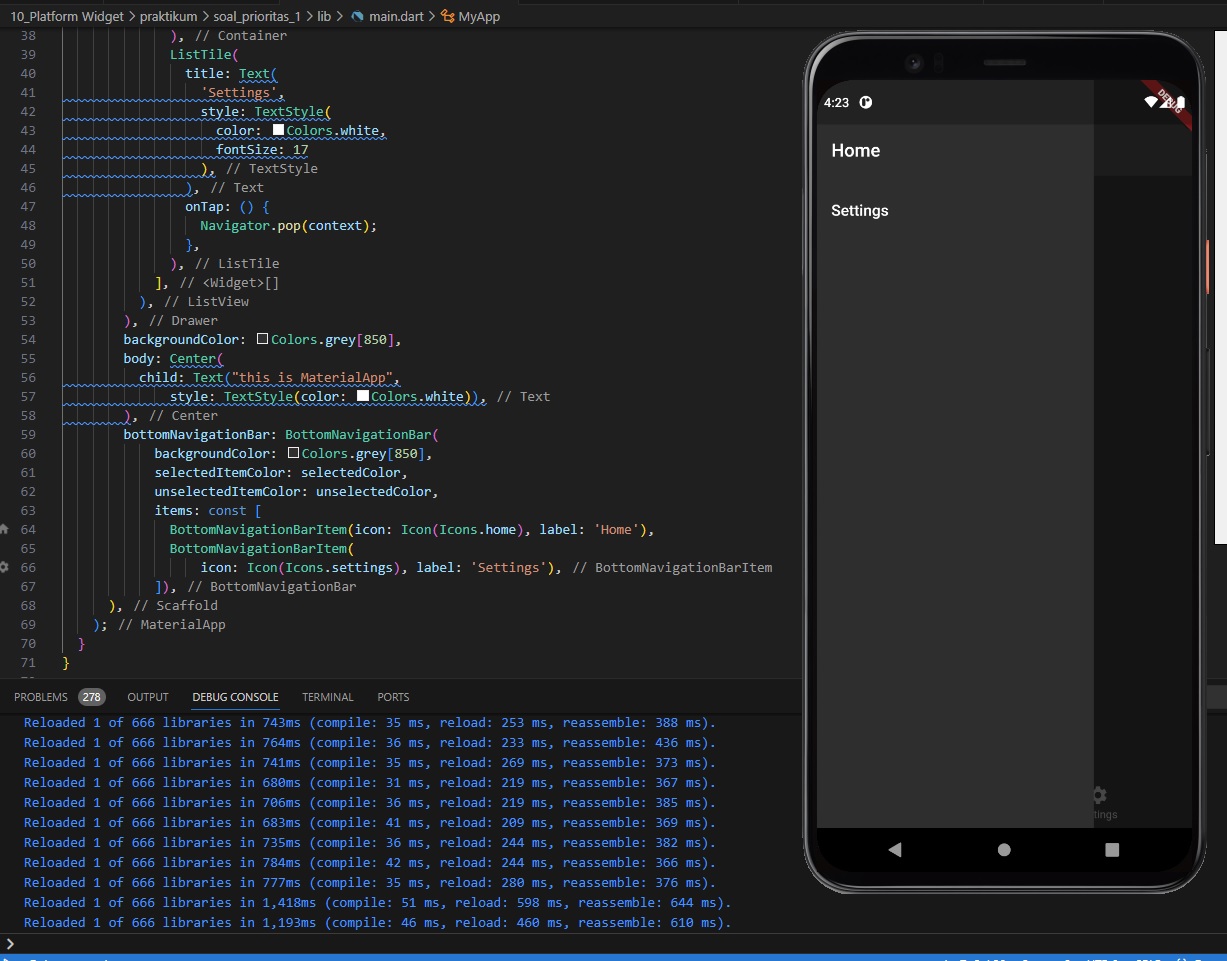 10_Platform Widget > praktikum > soal_prioritas_1 > lib > main.dart > MyApp
38 ), // Container
39 ListTile(
40 title: Text(
41 'Settings',
42 style: TextStyle(
43 color: Colors.white,
44 fontSize: 17
45 ), // TextStyle
46 ), // Text
47 onTap: () {
48 Navigator.pop(context);
49 },
50 ), // ListTile
51 ], // <Widget>[]
52 ), // ListView
53 ), // Drawer
54 backgroundColor: Colors.grey[850],
55 body: Center(
56 child: Text("this is MaterialApp",
57 style: TextStyle(color: Colors.white)), // Text
58 ), // Center
59 bottomNavigationBar: BottomNavigationBar(
60 backgroundColor: Colors.grey[850],
61 selectedItemColor: selectedColor,
62 unselectedItemColor: unselectedColor,
63 items: const [
64 BottomNavigationBarItem(icon: Icon(Icons.home), label: 'Home'),
65 BottomNavigationBarItem(
66 icon: Icon(Icons.settings), label: 'Settings'), // BottomNavigationBarItem
67 ]), // BottomNavigationBar
68 ), // Scaffold
69 ); // MaterialApp
70 }
71 }
PROBLEMS 278 OUTPUT DEBUG CONSOLE TERMINAL PORTS
Reloaded 1 of 666 libraries in 743ms (compile: 35 ms, reload: 253 ms, reassemble: 388 ms).
Reloaded 1 of 666 libraries in 764ms (compile: 36 ms, reload: 233 ms, reassemble: 436 ms).
Reloaded 1 of 666 libraries in 741ms (compile: 35 ms, reload: 269 ms, reassemble: 373 ms).
Reloaded 1 of 666 libraries in 680ms (compile: 31 ms, reload: 219 ms, reassemble: 367 ms).
Reloaded 1 of 666 libraries in 706ms (compile: 36 ms, reload: 219 ms, reassemble: 385 ms).
Reloaded 1 of 666 libraries in 683ms (compile: 41 ms, reload: 209 ms, reassemble: 369 ms).
Reloaded 1 of 666 libraries in 735ms (compile: 36 ms, reload: 244 ms, reassemble: 382 ms).
Reloaded 1 of 666 libraries in 784ms (compile: 42 ms, reload: 244 ms, reassemble: 366 ms).
Reloaded 1 of 666 libraries in 777ms (compile: 35 ms, reload: 280 ms, reassemble: 376 ms).
Reloaded 1 of 666 libraries in 1,418ms (compile: 51 ms, reload: 598 ms, reassemble: 644 ms).
Reloaded 1 of 666 libraries in 1,193ms (compile: 46 ms, reload: 460 ms, reassemble: 610 ms).
>
4:23
DEBUG
Home
Settings
tings